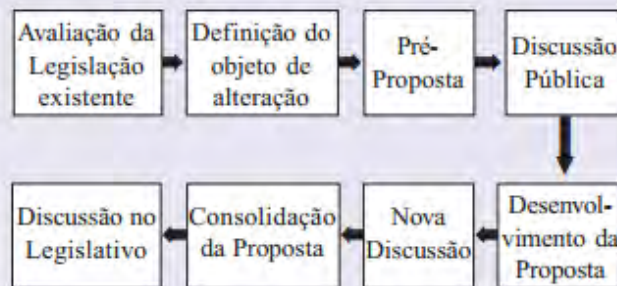 Avaliação da
Legislação
existente
Definição do
objeto de
alteração
Pré-
Proposta
Discussão
Pública
Desenvol-
vimento da
Proposta
Nova
Discussão
Consolidação
da Proposta
Discussão no
Legislativo